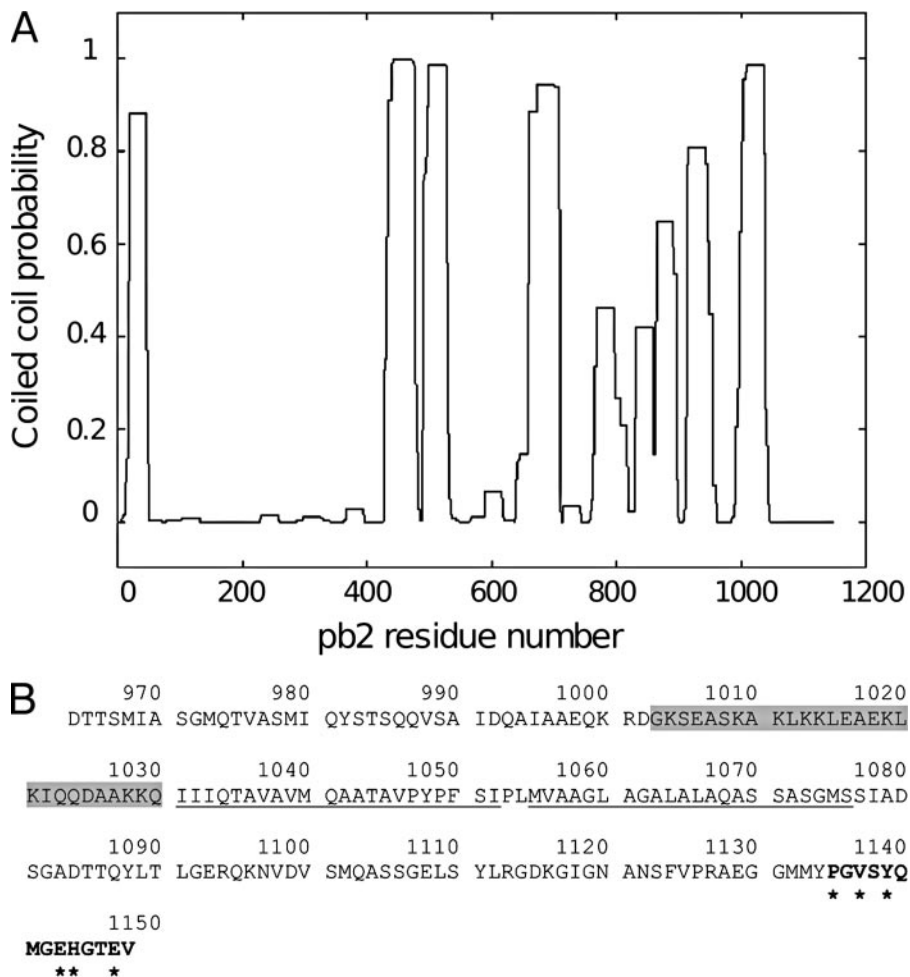 A
Coiled coil probability
1
0.8
0.6
0.4
0.2
0
0 200 400 600 800 1000 1200
pb2 residue number
B
970 980 990 1000 1010 1020
DTTSMIA SGMQTVASMI QYSTSQQVSA IDQAIAAEQK RDGKSEASKA KLKKLEAEKL
1030 1040 1050 1060 1070 1080
KIQQDAAKKQ IIIQTAVAVM QAATAVPYPF SIPLMVAAGL AGALALAQAS SASGMSSIAD
1090 1100 1110 1120 1130 1140
SGADTTQYLT LGERQKNVDV SMQASSGELS YLRGDKGIGN ANSFVPRAEG GMMYPGVSYQ
* * *
1150
MGEHGTEV
** *